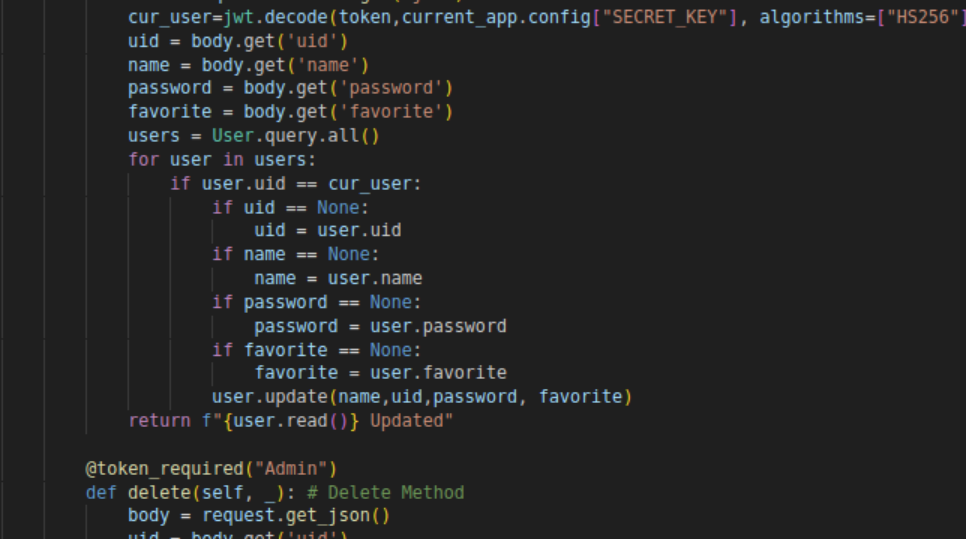 cur_user=jwt.decode(token,current_app.config["SECRET_KEY"], algorithms=["HS256"]
uid = body.get('uid')
name = body.get('name')
password = body.get('password')
favorite = body.get('favorite')
users = User.query.all()
for user in users:
if user.uid == cur_user:
if uid == None:
uid = user.uid
if name == None:
name = user.name
if password == None:
password = user.password
if favorite == None:
favorite = user.favorite
user.update(name,uid,password, favorite)
return f"{user.read()} Updated"
@token_required("Admin")
def delete(self, _): # Delete Method
body = request.get_json()
uid = body.get('uid')